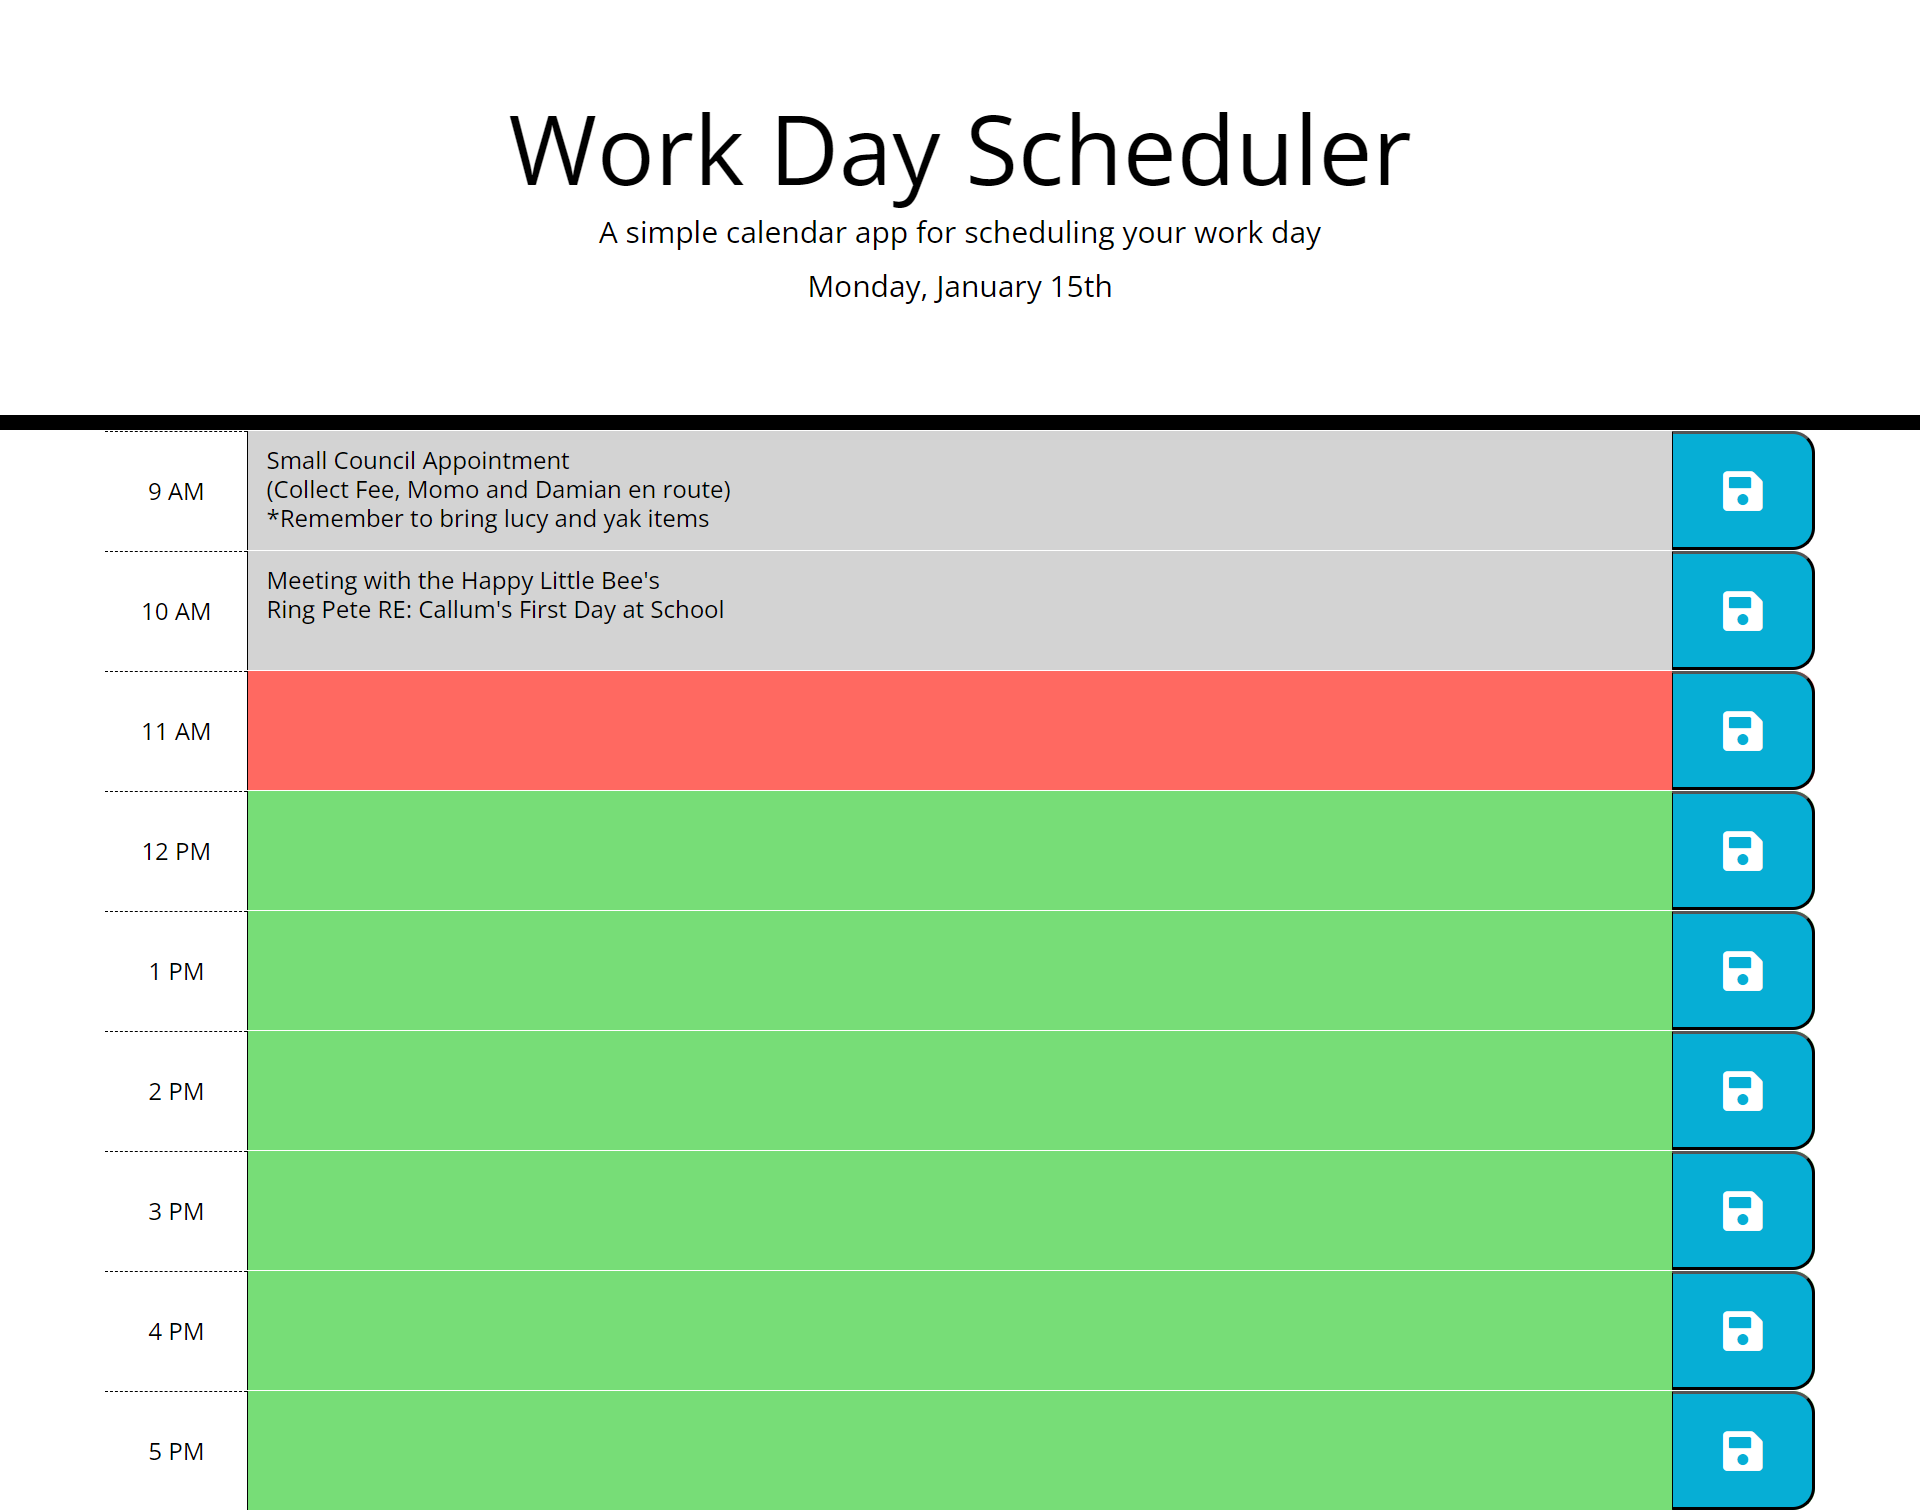 Work Day Scheduler
A simple calendar app for scheduling your work day
Monday, January 15th
9 AM
Small Council Appointment
(Collect Fee, Momo and Damian en route)
*Remember to bring lucy and yak items
10 AM
Meeting with the Happy Little Bee's
Ring Pete RE: Callum's First Day at School
11 AM
12 PM
1 PM
2 PM
3 PM
4 PM
5 PM